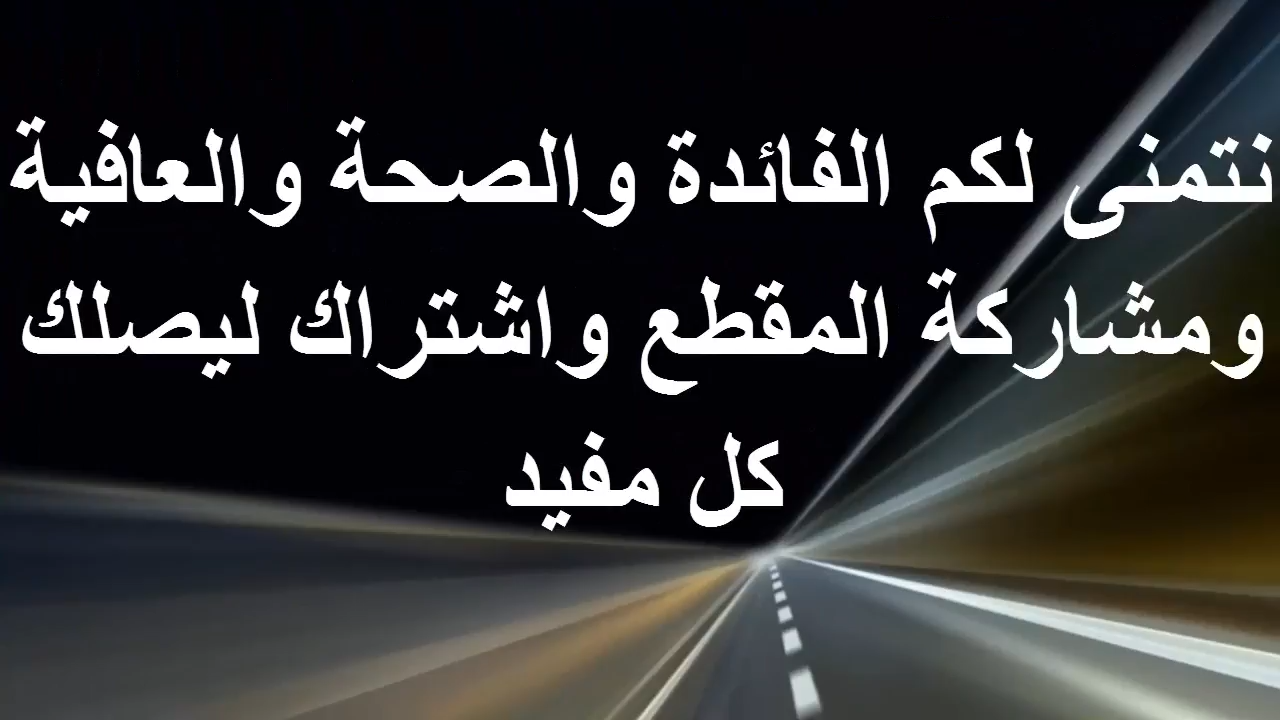 نتمنى لكم الفائدة والصحة والعافية
ومشاركة المقطع واشتراك ليصلك
كل مفيد